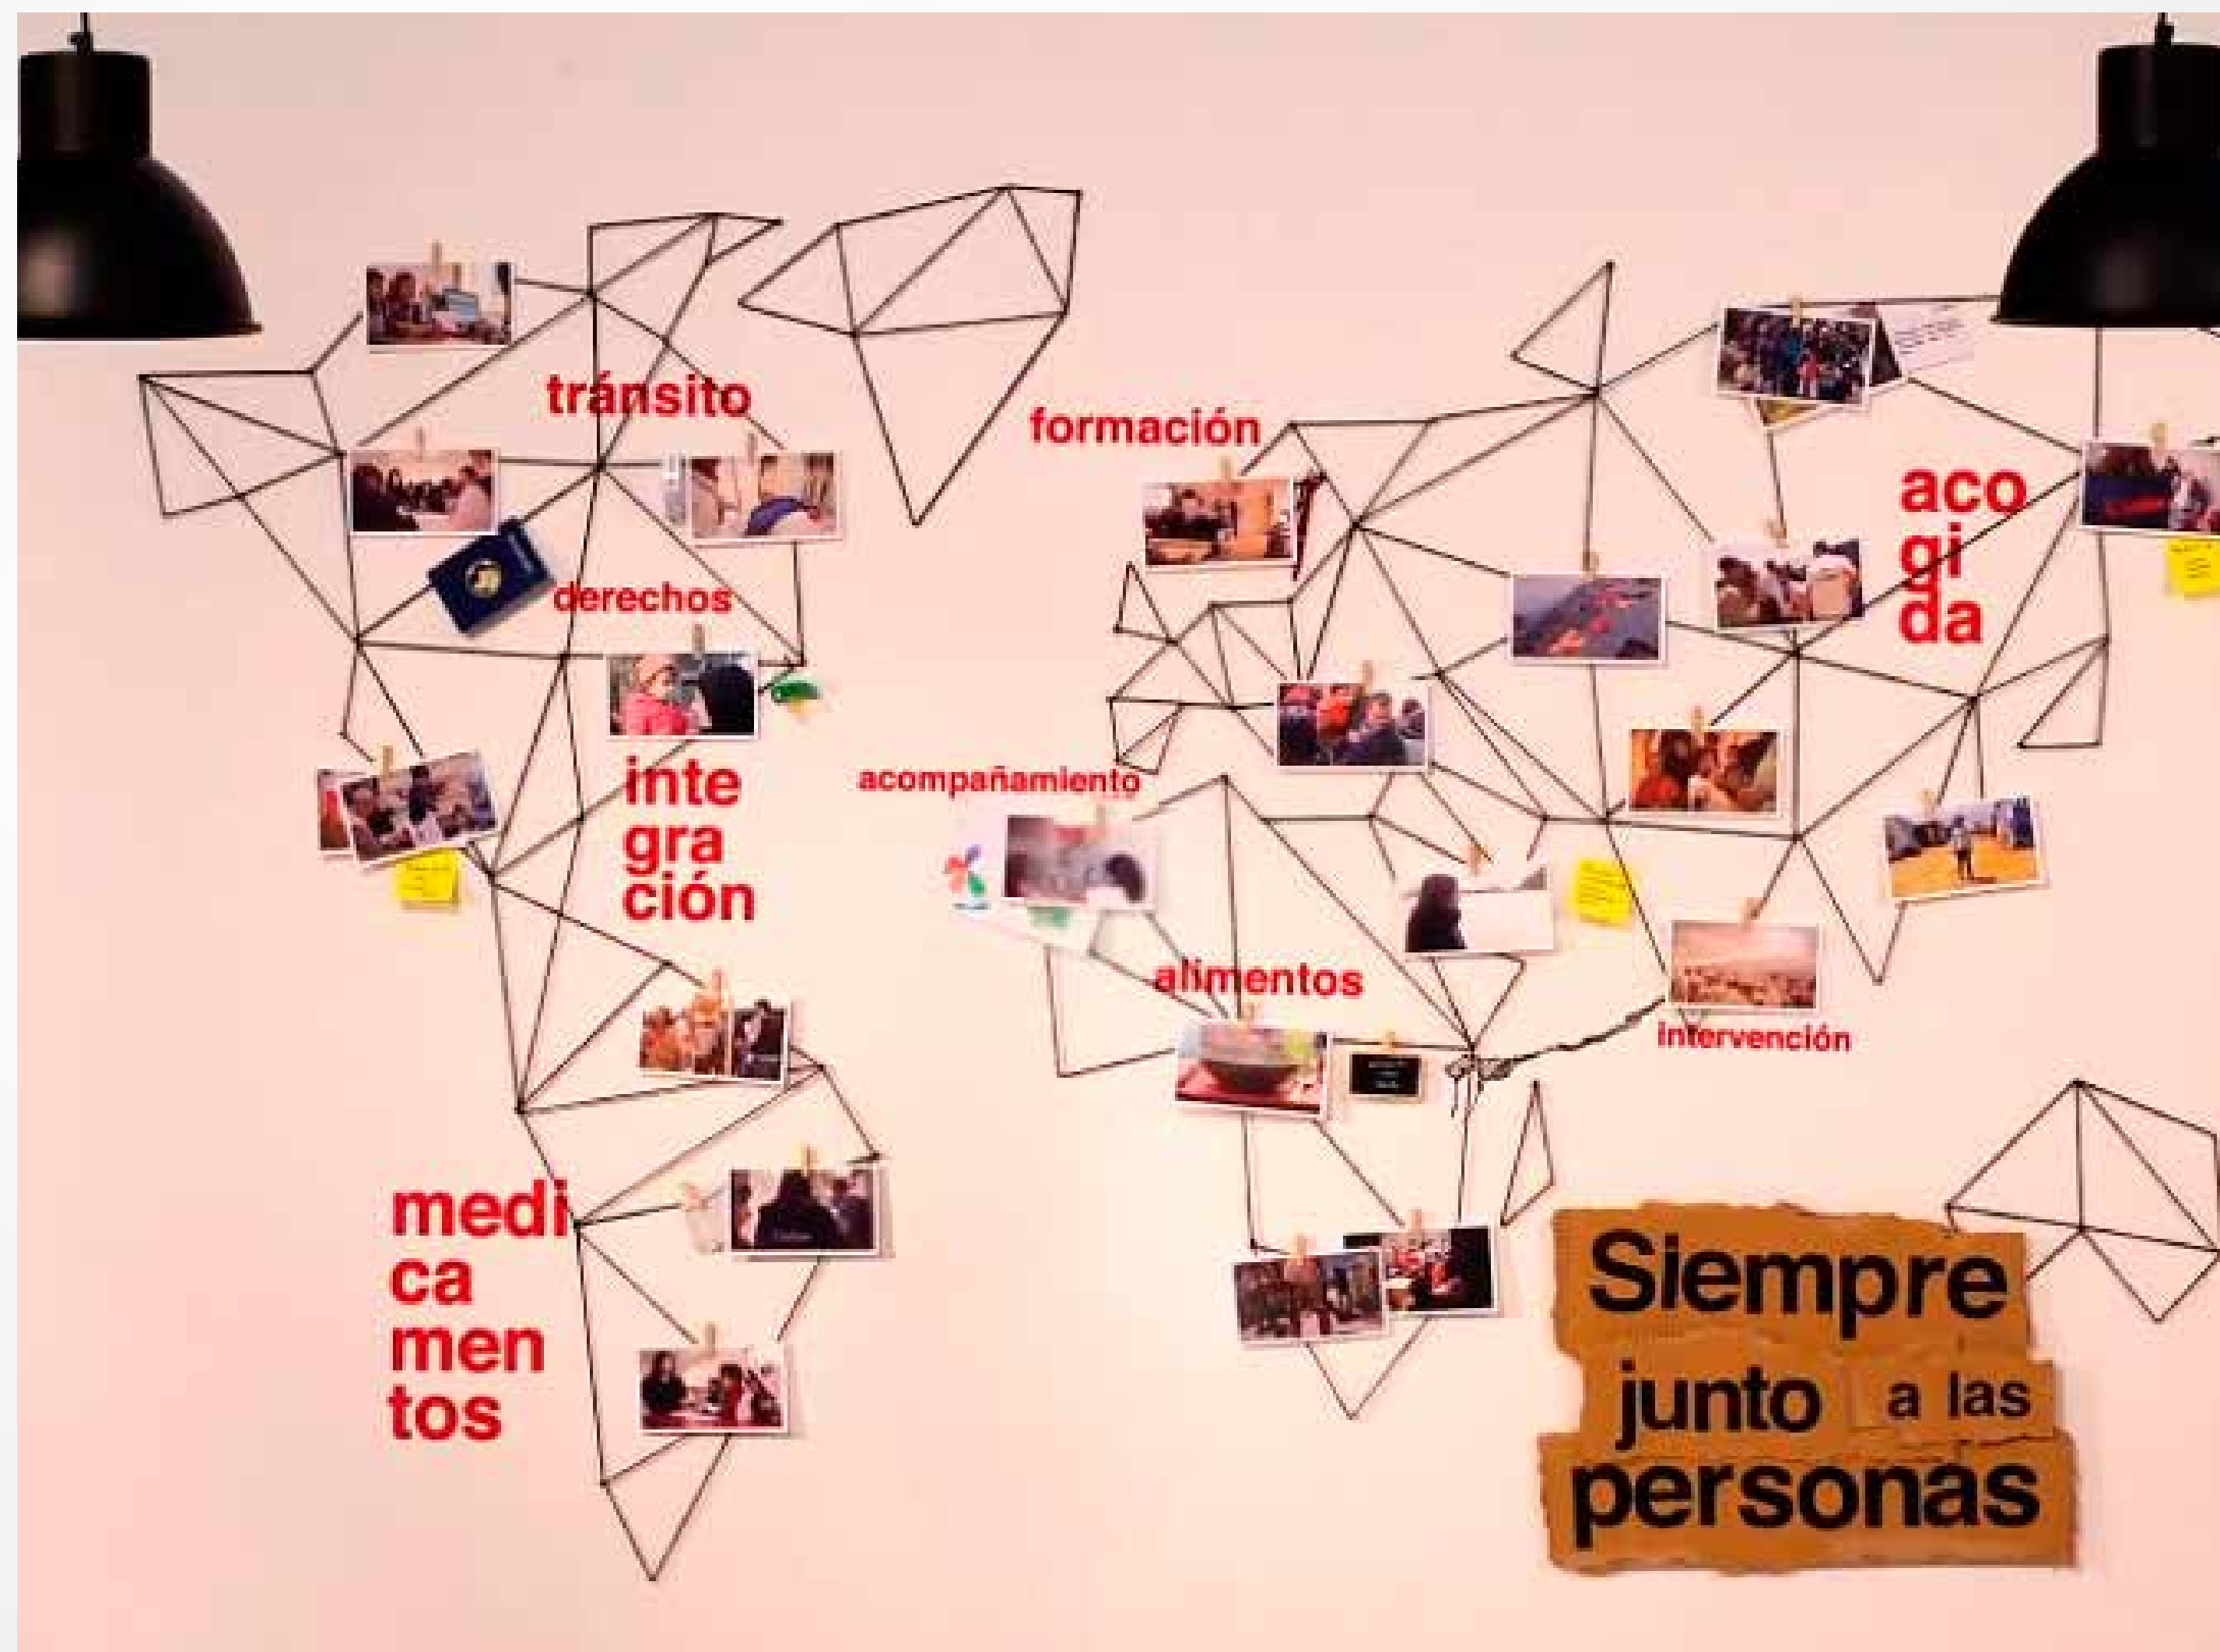 tránsito
formación
aco
gi
da
derechos
inte
gra
ción
acompañamiento
alimentos
intervención
medi
ca
men
tos
Siempre
junto a las
personas